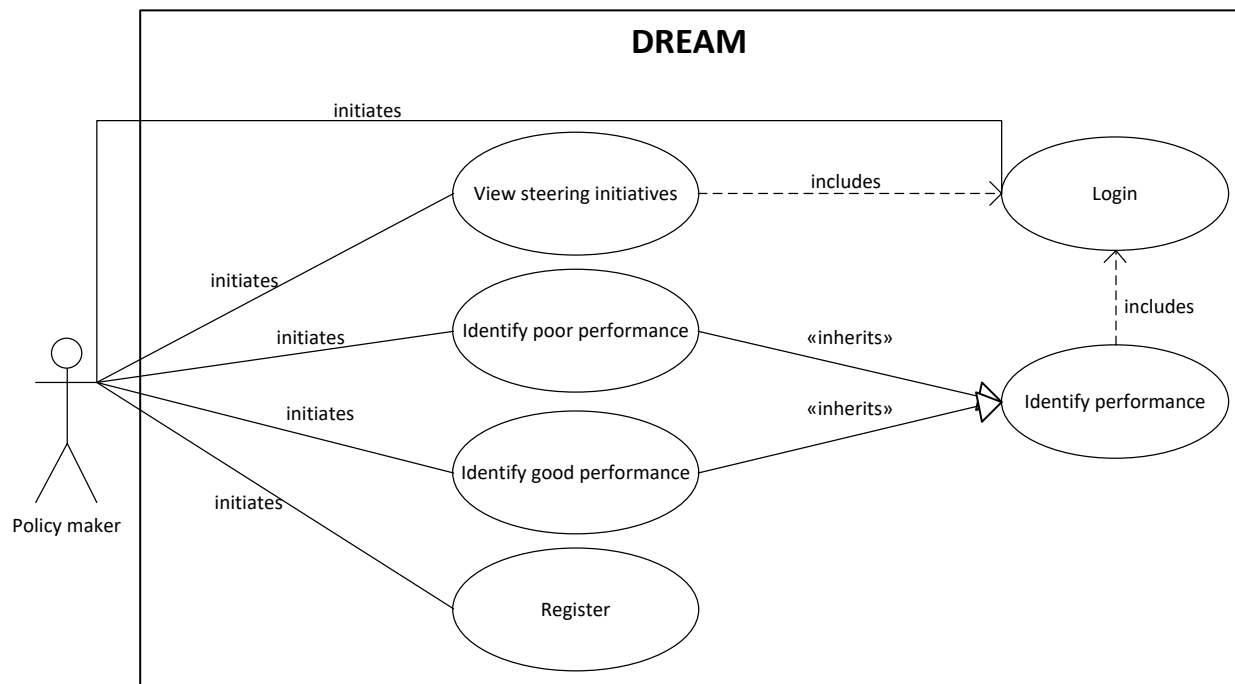 DREAM
initiates
View steering initiatives
includes
Login
initiates
Identify poor performance
initiates
«inherits»
includes
Identify performance
initiates
«inherits»
Identify good performance
initiates
Policy maker
Register